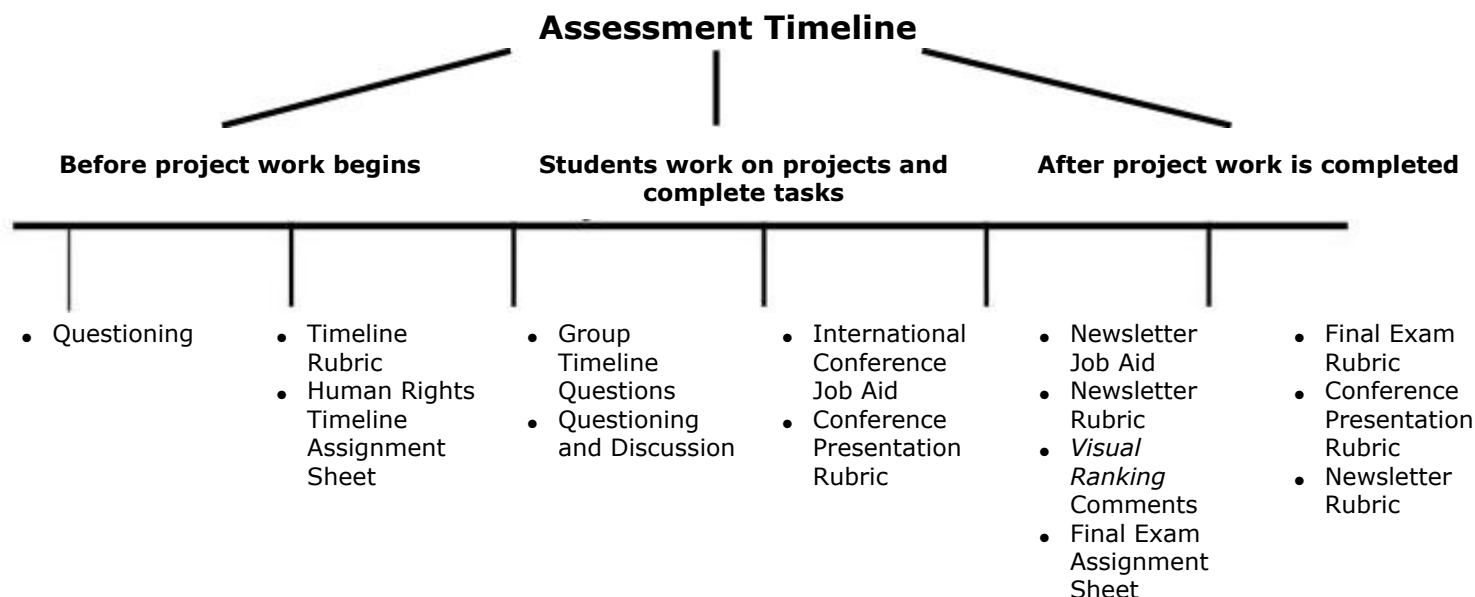 Assessment Timeline
Before project work begins
Students work on projects and
complete tasks
After project work is completed
• Questioning
• Timeline
Rubric
• Human Rights
Timeline
Assignment
Sheet
• Group
Timeline
Questions
• Questioning
and Discussion
• International
Conference
Job Aid
• Conference
Presentation
Rubric
• Newsletter
Job Aid
• Newsletter
Rubric
• Visual
Ranking
Comments
• Final Exam
Assignment
Sheet
• Final Exam
Rubric
• Conference
Presentation
Rubric
• Newsletter
Rubric